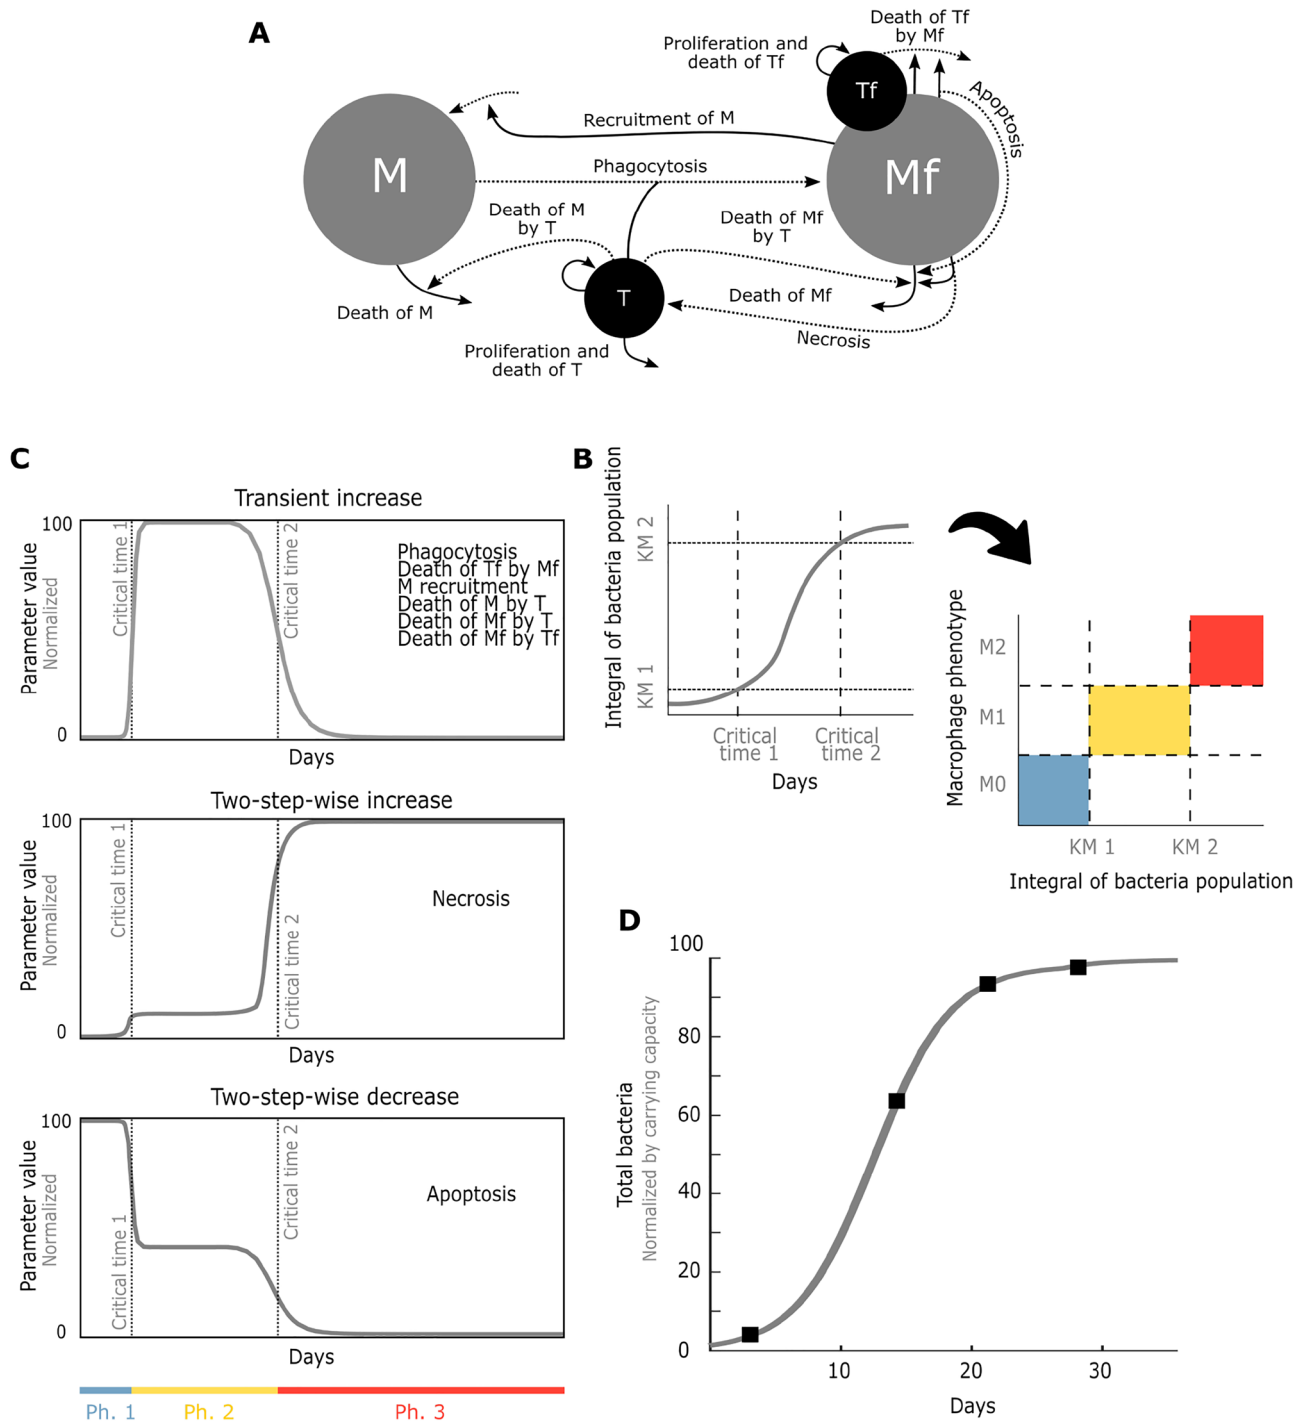 A
Death of Tf
by Mf
Proliferation and
death of Tf
Tf
Apoptosis
Recruitment of M
M
Phagocytosis
Mf
Death of M
by T
Death of Mf
by T
T
Death of M
Death of Mf
Necrosis
Proliferation and
death of T
C
Transient increase
Parameter value
Normalized
100
0
Critical time 1
Critical time 2
Phagocytosis
Death of Tf by Mf
M recruitment
Death of M by T
Death of Mf by T
Death of Mf by Tf
Days
Two-step-wise increase
Parameter value
Normalized
100
0
Critical time 1
Critical time 2
Necrosis
Days
Two-step-wise decrease
Parameter value
Normalized
100
0
Critical time 1
Critical time 2
Apoptosis
Days
Ph. 1
Ph. 2
Ph. 3
B
Integral of bacteria population
KM 2
KM 1
Critical
time 1
Critical
time 2
Days
Macrophage phenotype
M2
M1
M0
KM 1
KM 2
Integral of bacteria population
D
Total bacteria
Normalized by carrying capacity
100
80
60
40
20
0
10
20
30
Days